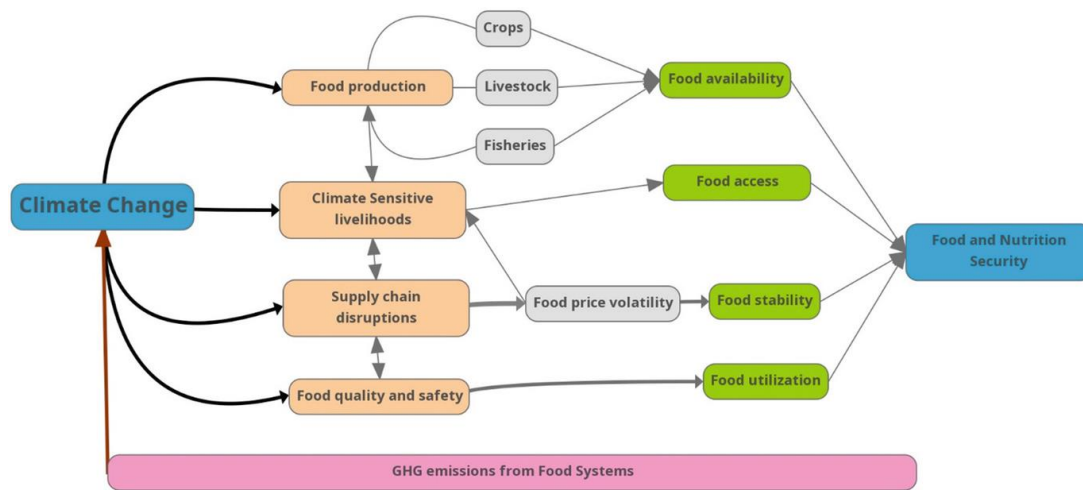 Crops
Food production
Livestock
Food availability
Fisheries
Climate Change
Climate Sensitive
livelihoods
Food access
Food and Nutrition
Security
Supply chain
disruptions
Food price volatility
Food stability
Food quality and safety
Food utilization
GHG emissions from Food Systems